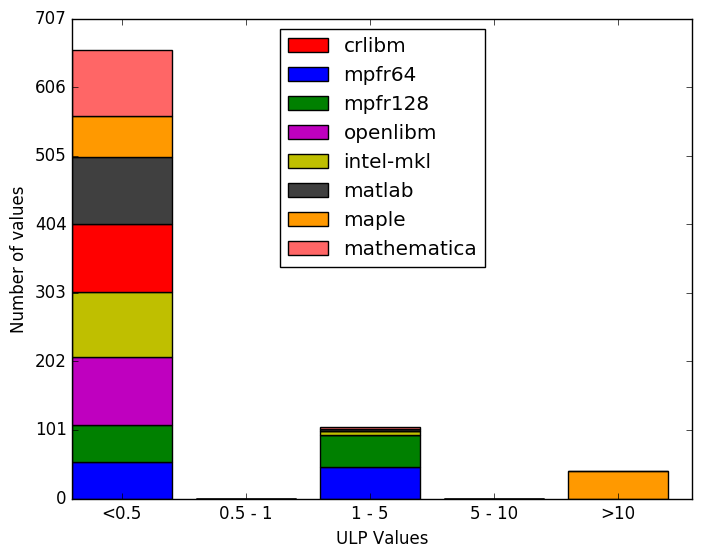 707
606
505
404
303
202
101
0
Number of values
crlibm
mpfr64
mpfr128
openlibm
intel-mkl
matlab
maple
mathematica
<0.5
0.5 - 1
1 - 5
5 - 10
>10
ULP Values